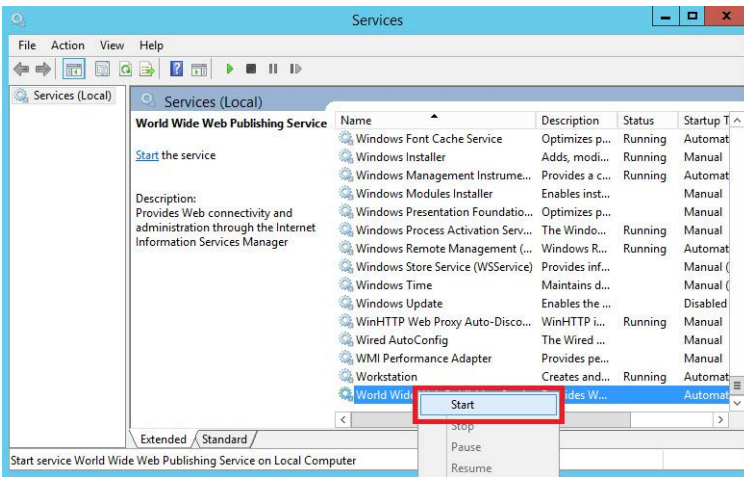 Services
File Action View Help
Services (Local)
Services (Local)
World Wide Web Publishing Service
Start the service
Description:
Provides Web connectivity and
administration through the Internet
Information Services Manager
Name Description Status Startup T
Windows Font Cache Service Optimizes p... Running Automat
Windows Installer Adds, modi... Running Manual
Windows Management Instrume... Provides a c... Running Automat
Windows Modules Installer Enables inst... Manual
Windows Presentation Foundatio... Optimizes p... Manual
Windows Process Activation Serv... The Windo... Running Manual
Windows Remote Management (... Windows R... Running Automat
Windows Store Service (WSService) Provides inf... Manual (
Windows Time Maintains d... Manual (
Windows Update Enables the ... Disabled
WinHTTP Web Proxy Auto-Disco... WinHTTP i... Running Manual
Wired AutoConfig The Wired ... Manual
WMI Performance Adapter Provides pe... Manual
Workstation Creates and... Running Automat
World Wide W... Automat
Start
Stop
Pause
Resume
Extended Standard
Start service World Wide Web Publishing Service on Local Computer